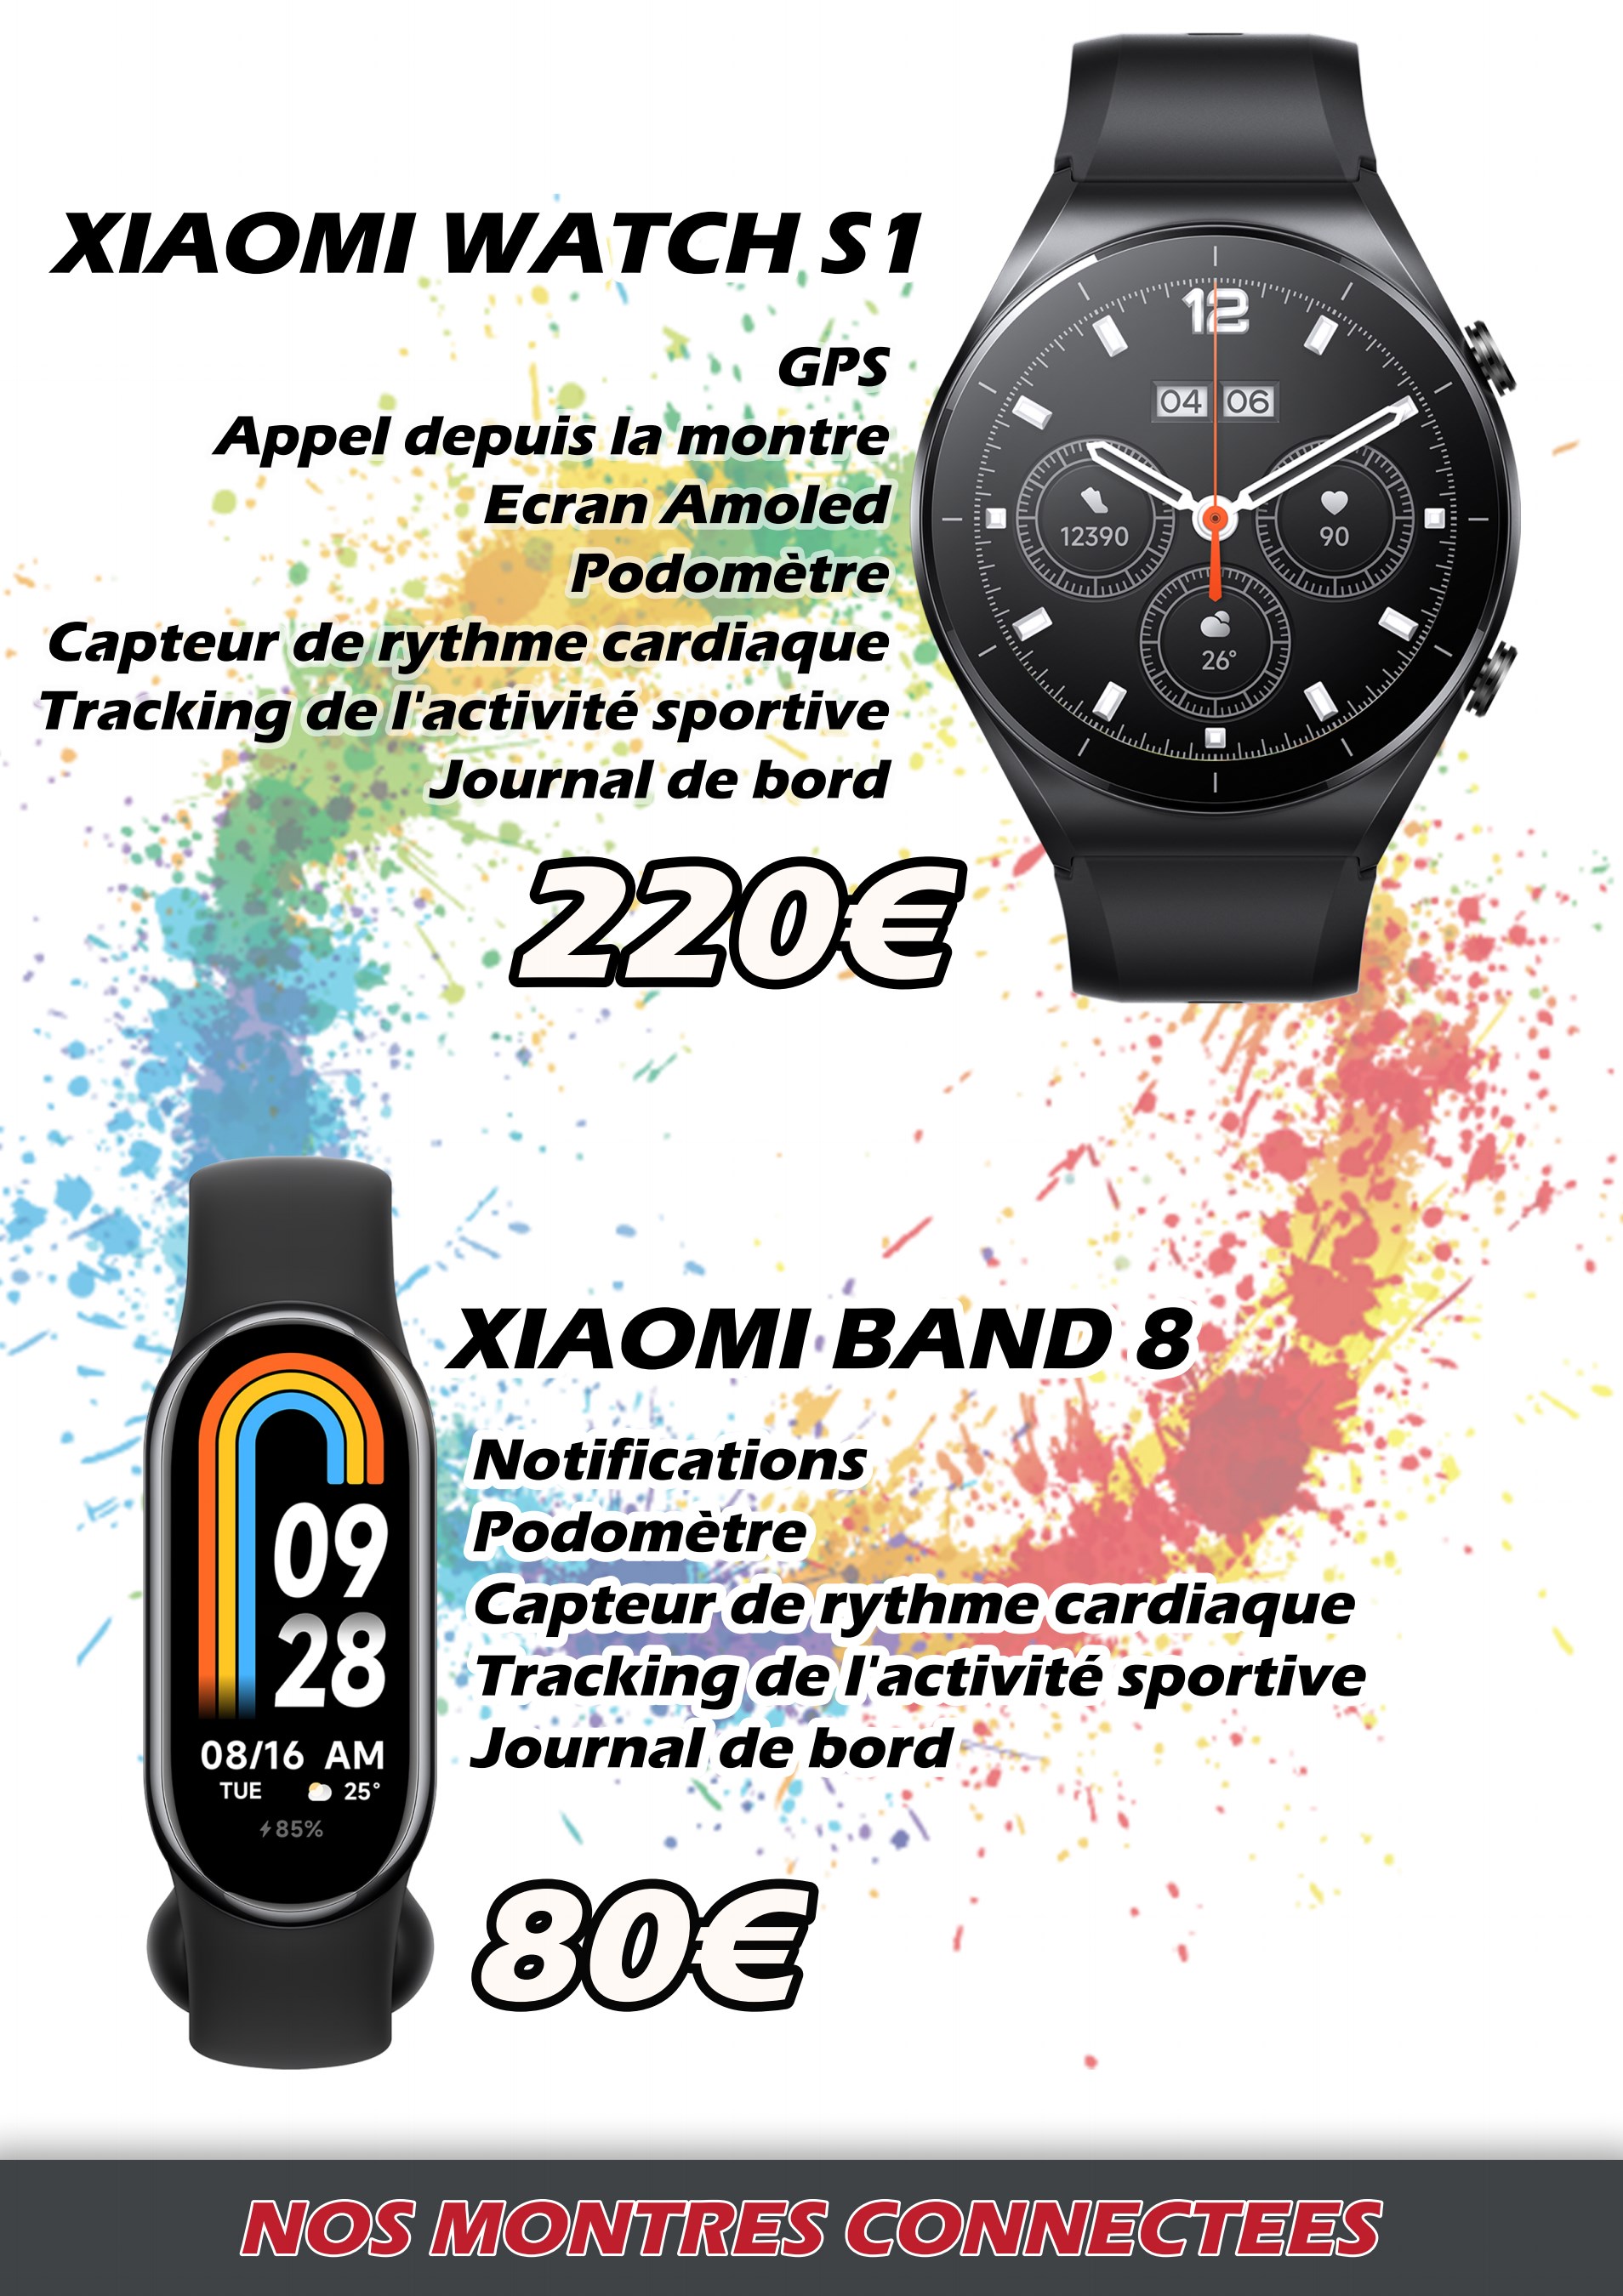 XIAOMI WATCH S1
GPS
Appel depuis la montre
Ecran Amoled
Podomètre
Capteur de rythme cardiaque
Tracking de l'activité sportive
Journal de bord
220€
12
04 06
12390
90
26°
XIAOMI BAND 8
Notifications
Podomètre
Capteur de rythme cardiaque
Tracking de l'activité sportive
Journal de bord
80€
09
28
08/16 AM
TUE 25°
85%
NOS MONTRES CONNECTEES